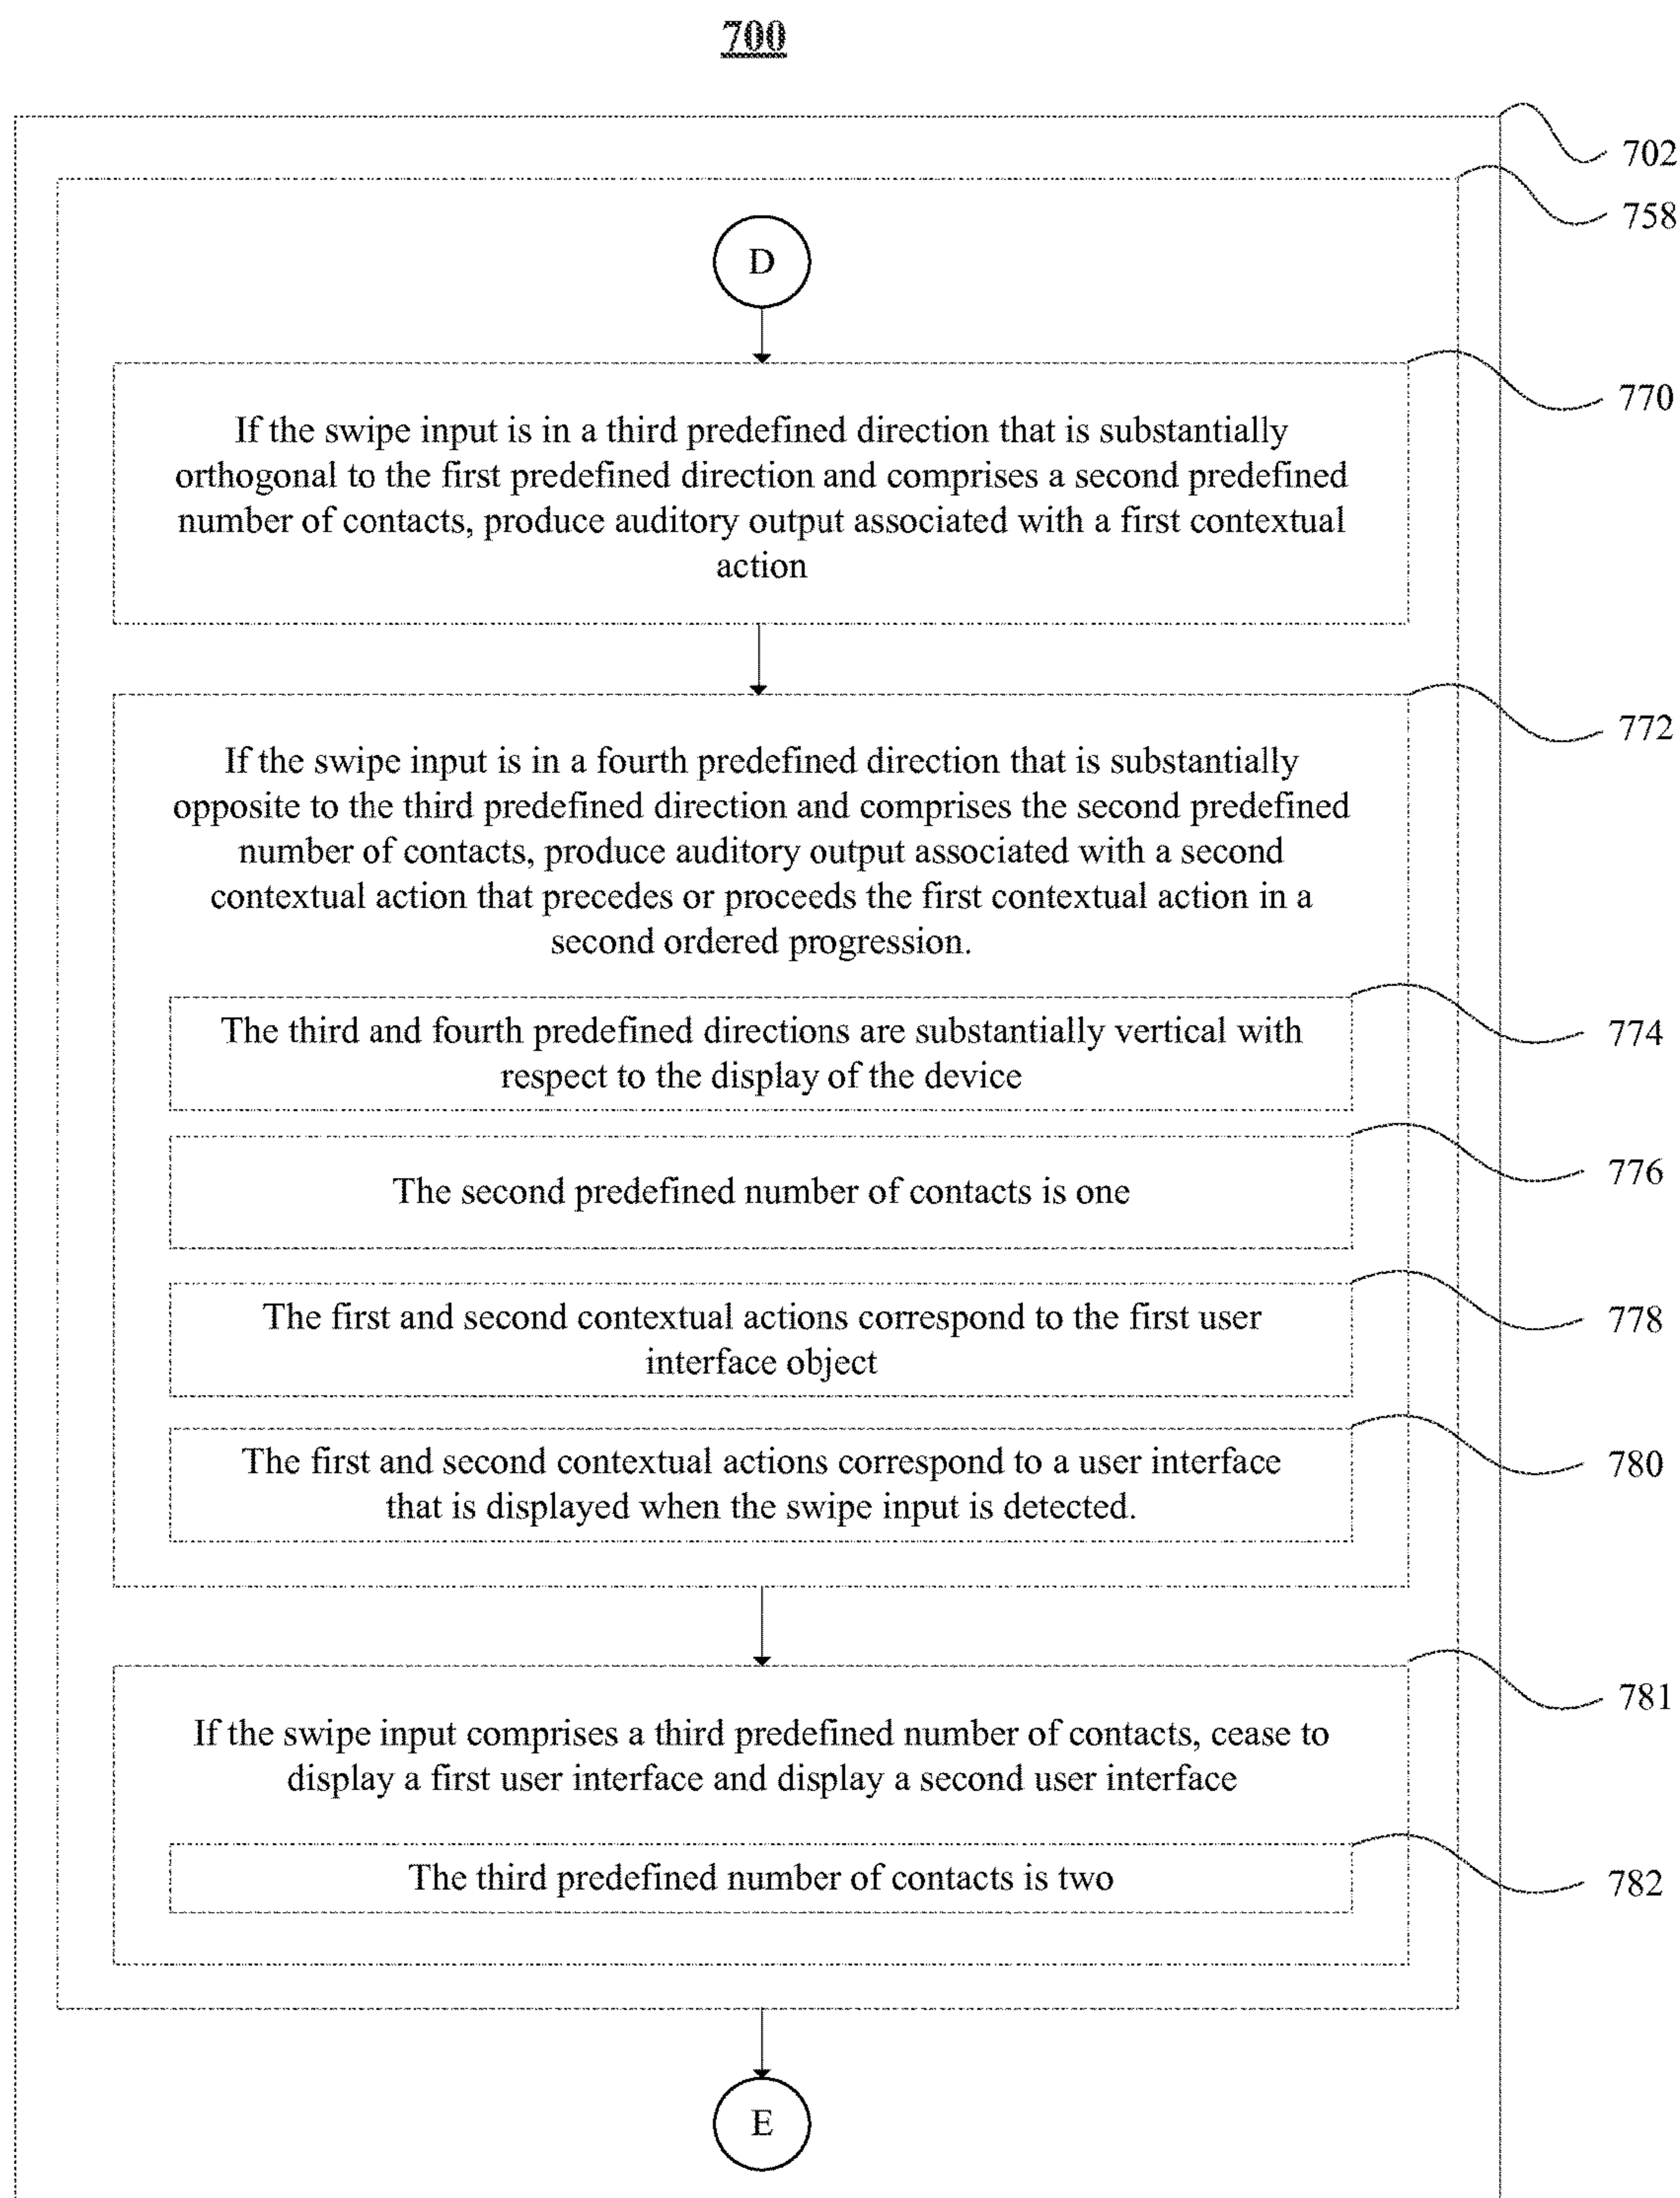 700
702
758
D
770
If the swipe input is in a third predefined direction that is substantially
orthogonal to the first predefined direction and comprises a second predefined
number of contacts, produce auditory output associated with a first contextual
action
772
If the swipe input is in a fourth predefined direction that is substantially
opposite to the third predefined direction and comprises the second predefined
number of contacts, produce auditory output associated with a second
contextual action that precedes or proceeds the first contextual action in a
second ordered progression.
774
The third and fourth predefined directions are substantially vertical with
respect to the display of the device
776
The second predefined number of contacts is one
778
The first and second contextual actions correspond to the first user
interface object
780
The first and second contextual actions correspond to a user interface
that is displayed when the swipe input is detected.
781
If the swipe input comprises a third predefined number of contacts, cease to
display a first user interface and display a second user interface
782
The third predefined number of contacts is two
E